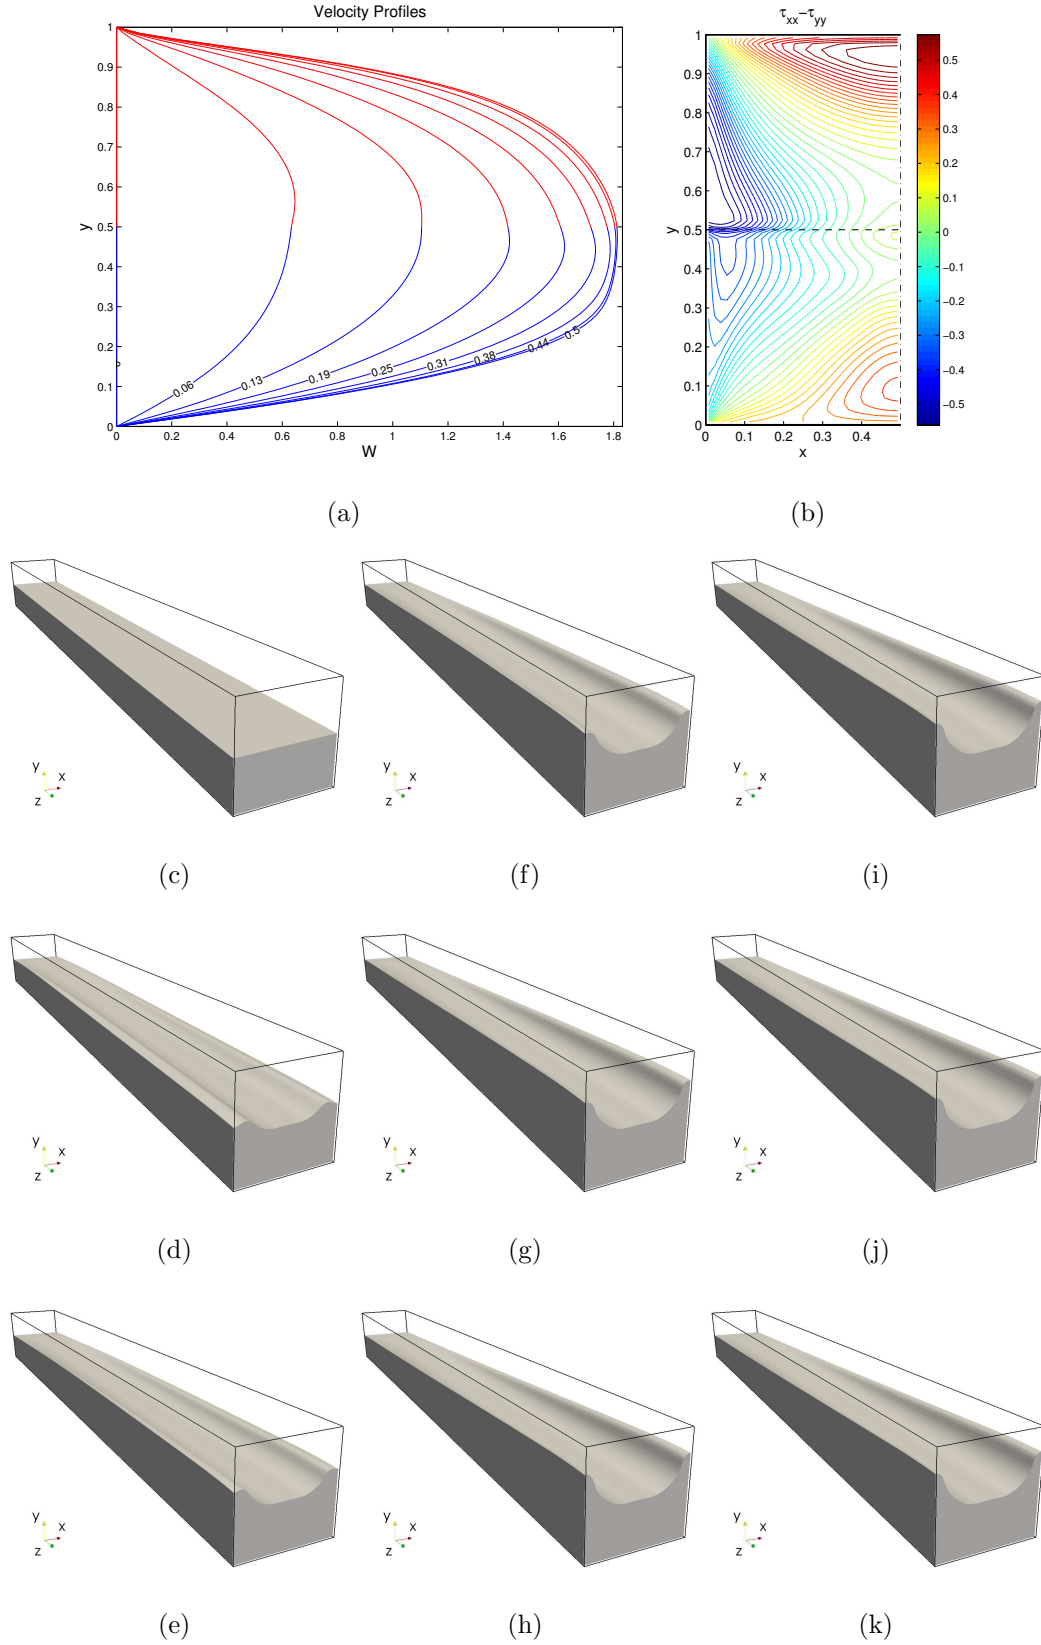 Velocity Profiles
1
0.9
0.8
0.7
0.6
0.5
0.4
0.3
0.2
0.1
0
y
0.06
0.13
0.19
0.25
0.31
0.38
0.44
0.5
0
0.2
0.4
0.6
0.8
1
1.2
1.4
1.6
1.8
W
(a)
τxx−τyy
1
0.9
0.8
0.7
0.6
0.5
0.4
0.3
0.2
0.1
0
y
0 0.1 0.2 0.3 0.4
x
0.5
0.4
0.3
0.2
0.1
0
−0.1
−0.2
−0.3
−0.4
−0.5
(b)
y
x
z
(c)
y
x
z
(f)
y
x
z
(i)
y
x
z
(d)
y
x
z
(g)
y
x
z
(j)
y
x
z
(e)
y
x
z
(h)
y
x
z
(k)